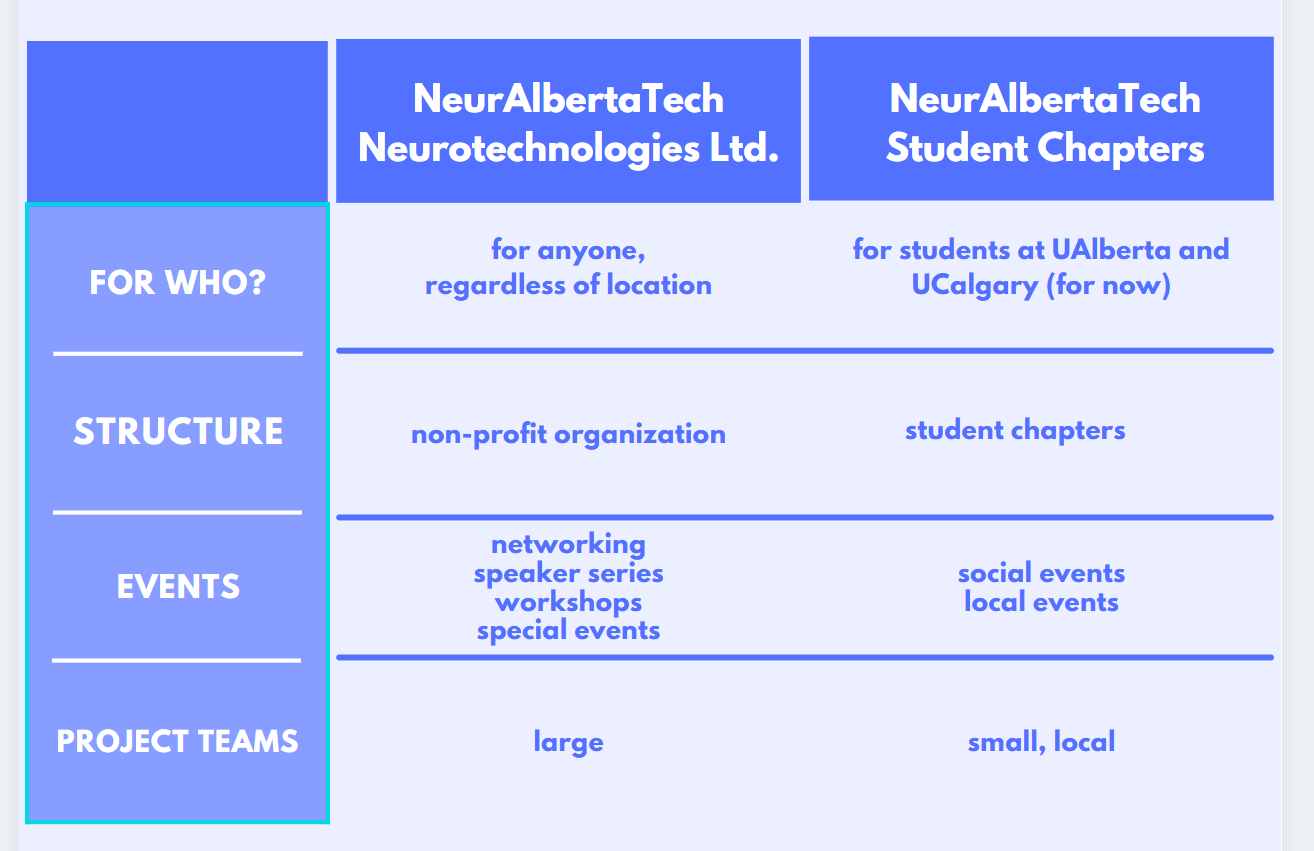 NeurAlbertaTech
Neurotechnologies Ltd.
NeurAlbertaTech
Student Chapters
FOR WHO?
for anyone,
regardless of location
for students at UAlberta and
UCalgary (for now)
STRUCTURE
non-profit organization
student chapters
EVENTS
networking
speaker series
workshops
special events
social events
local events
PROJECT TEAMS
large
small, local